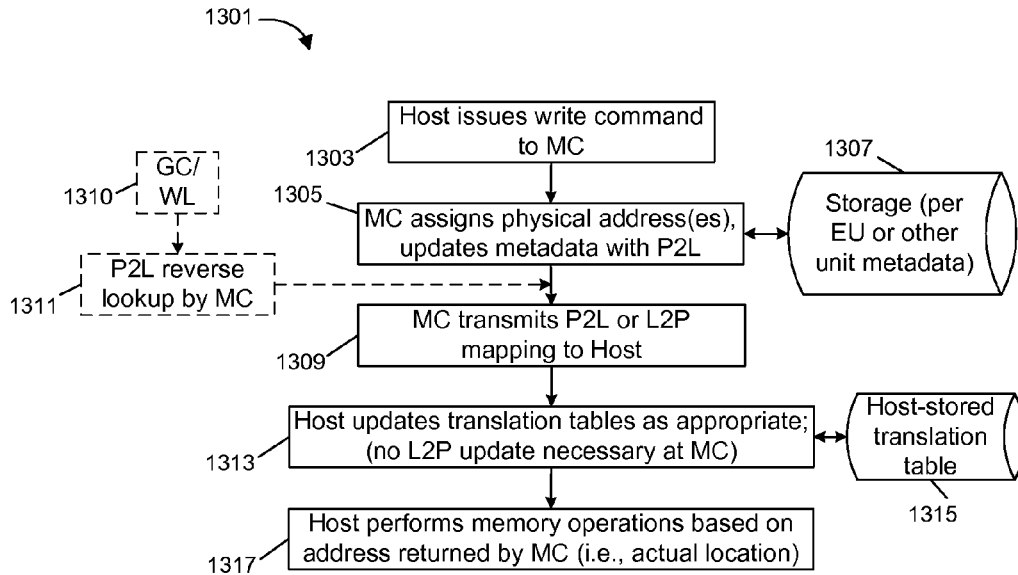 1301
Host issues write command
to MC
1303
1307
GC/
WL
1310
1305
MC assigns physical address(es),
updates metadata with P2L
Storage (per
EU or other
unit metadata)
P2L reverse
lookup by MC
1311
MC transmits P2L or L2P
mapping to Host
1309
Host updates translation tables as appropriate;
(no L2P update necessary at MC)
1313
Host-stored
translation
table
1315
Host performs memory operations based on
address returned by MC (i.e., actual location)
1317